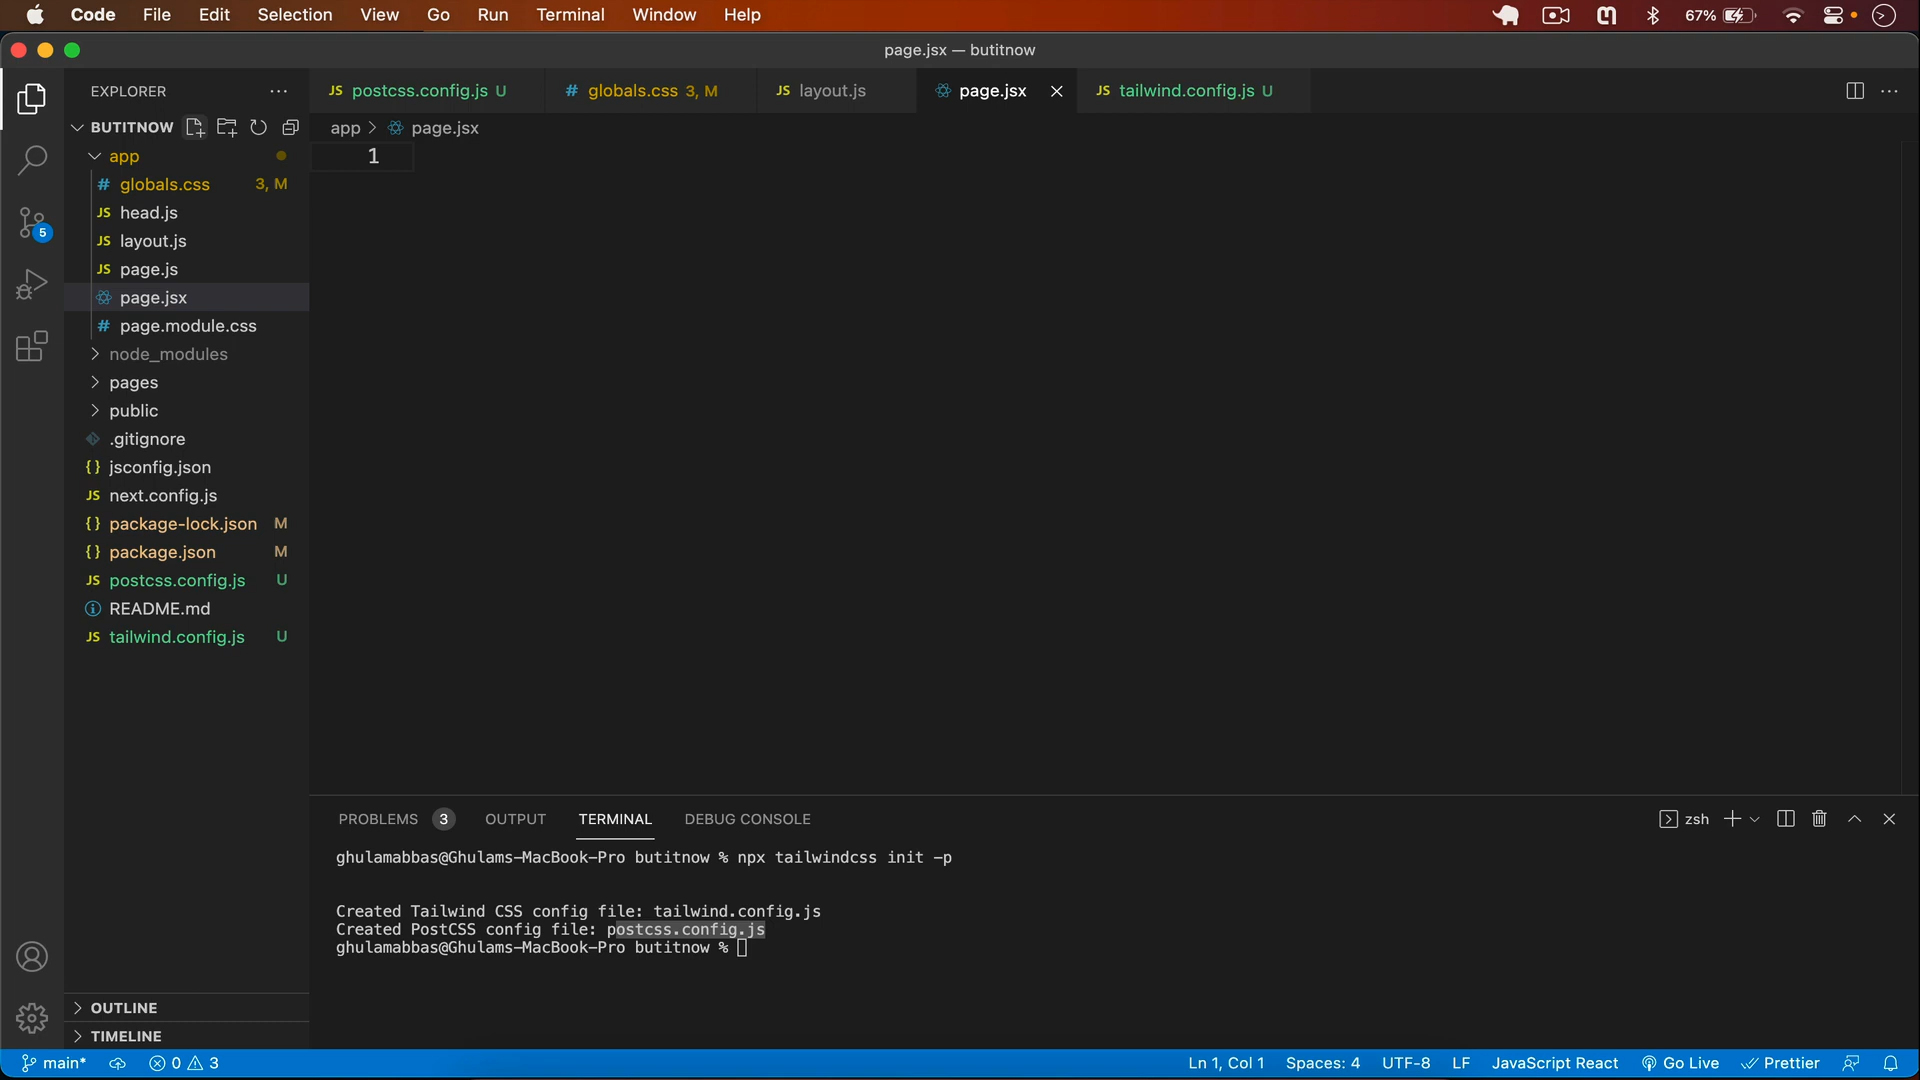 Code File Edit Selection View Go Run Terminal Window Help 67%
page.jsx — butitnow
EXPLORER
JS postcss.config.js U # globals.css 3, M JS layout.js page.jsx JS tailwind.config.js U
BUTITNOW
app > page.jsx
app
1
# globals.css 3, M
JS head.js
JS layout.js
JS page.js
page.jsx
# page.module.css
node_modules
pages
public
.gitignore
{} jsconfig.json
JS next.config.js
{} package-lock.json M
{} package.json M
JS postcss.config.js U
README.md
JS tailwind.config.js U
PROBLEMS 3 OUTPUT TERMINAL DEBUG CONSOLE zsh
ghulamabbas@Ghulams-MacBook-Pro butitnow % npx tailwindcss init -p
Created Tailwind CSS config file: tailwind.config.js
Created PostCSS config file: postcss.config.js
ghulamabbas@Ghulams-MacBook-Pro butitnow %
OUTLINE
TIMELINE
5
main* 0 3 Ln 1, Col 1 Spaces: 4 UTF-8 LF JavaScript React Go Live Prettier